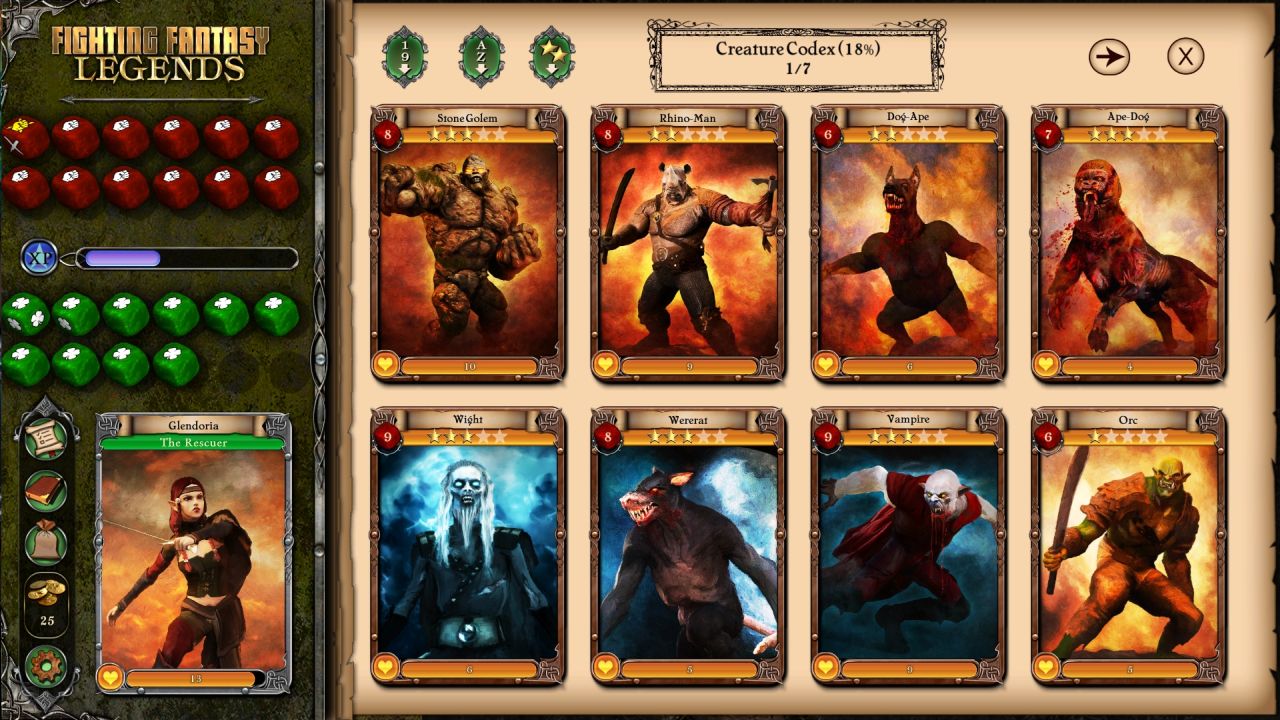 FIGHTING FANTASY
LEGENDS
XP
Glendoria
The Rescuer
25
13
1
9
A
Z
Creature Codex (18%)
1/7
X
Stone Golem
8
10
Rhino-Man
8
9
Dog-Ape
6
6
Ape-Dog
7
4
Wight
9
6
Wererat
8
5
Vampire
9
9
Orc
6
5